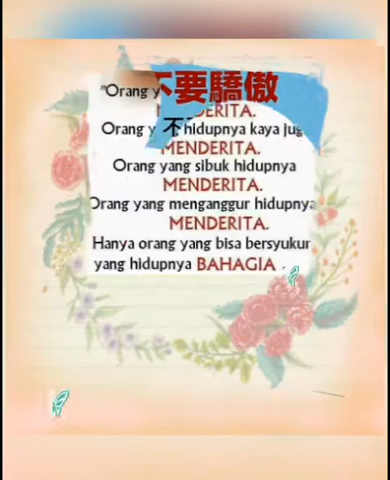 不要驕傲
"Orang y
MENDERITA.
Orang y 不 hidupnya kaya jug
MENDERITA.
Orang yang sibuk hidupnya
MENDERITA.
Orang yang menganggur hidupnya
MENDERITA.
Hanya orang yang bisa bersyukur
yang hidupnya BAHAGIA